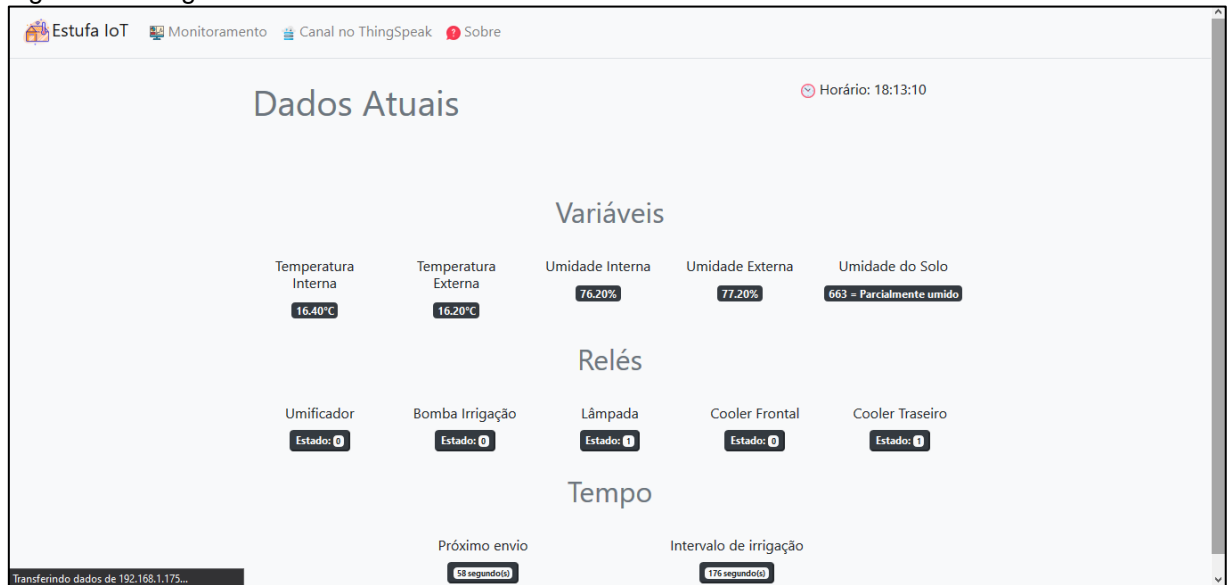 Estufa IoT Monitoramento Canal no ThingSpeak Sobre
Dados Atuais
Horário: 18:13:10
Variáveis
Temperatura Interna
16.40°C
Temperatura Externa
16.20°C
Umidade Interna
76.20%
Umidade Externa
77.20%
Umidade do Solo
663 = Parcialmente umido
Relés
Umificador
Estado: 0
Bomba Irrigação
Estado: 0
Lâmpada
Estado: 1
Cooler Frontal
Estado: 0
Cooler Traseiro
Estado: 1
Tempo
Próximo envio
58 segundo(s)
Intervalo de irrigação
176 segundo(s)
Transferindo dados de 192.168.1.175...